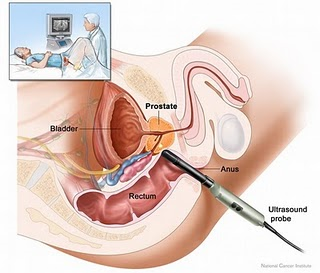 Prostate
Bladder
Anus
Rectum
Ultrasound
probe
National Cancer Institute